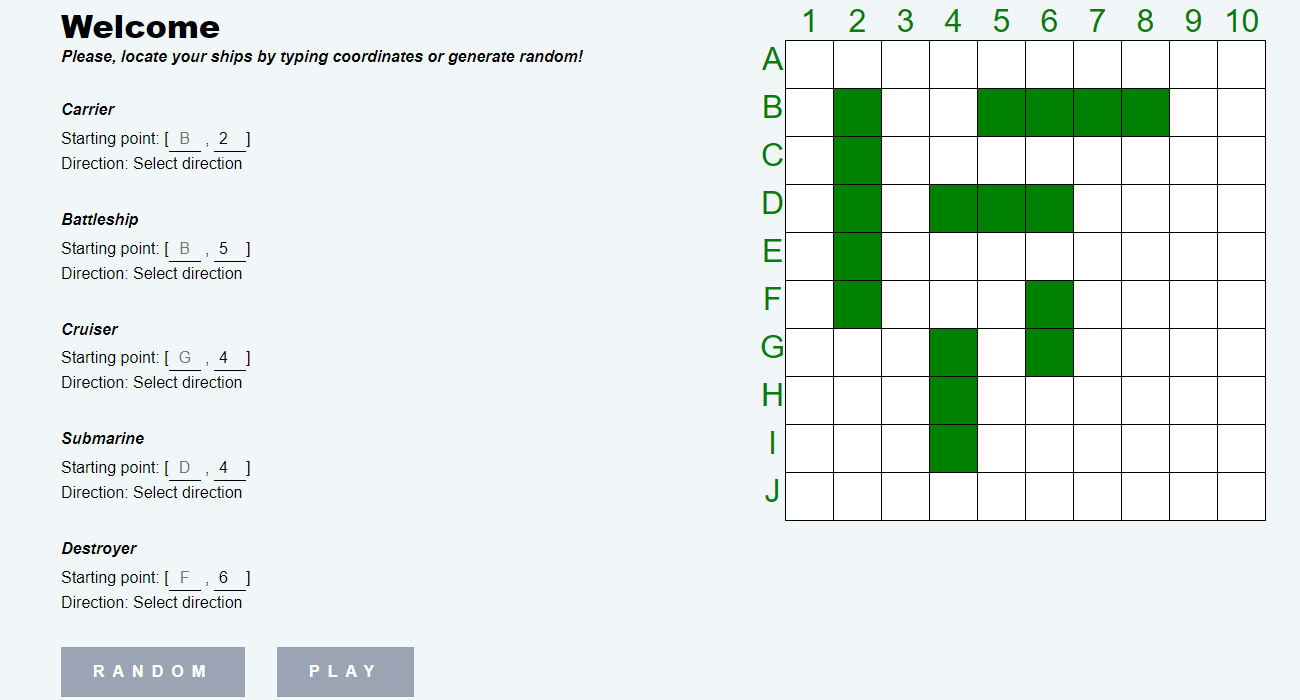 Welcome
Please, locate your ships by typing coordinates or generate random!
Carrier
Starting point: [ B , 2 ]
Direction: Select direction
Battleship
Starting point: [ B , 5 ]
Direction: Select direction
Cruiser
Starting point: [ G , 4 ]
Direction: Select direction
Submarine
Starting point: [ D , 4 ]
Direction: Select direction
Destroyer
Starting point: [ F , 6 ]
Direction: Select direction
RANDOM PLAY
1 2 3 4 5 6 7 8 9 10
A
B
C
D
E
F
G
H
I
J